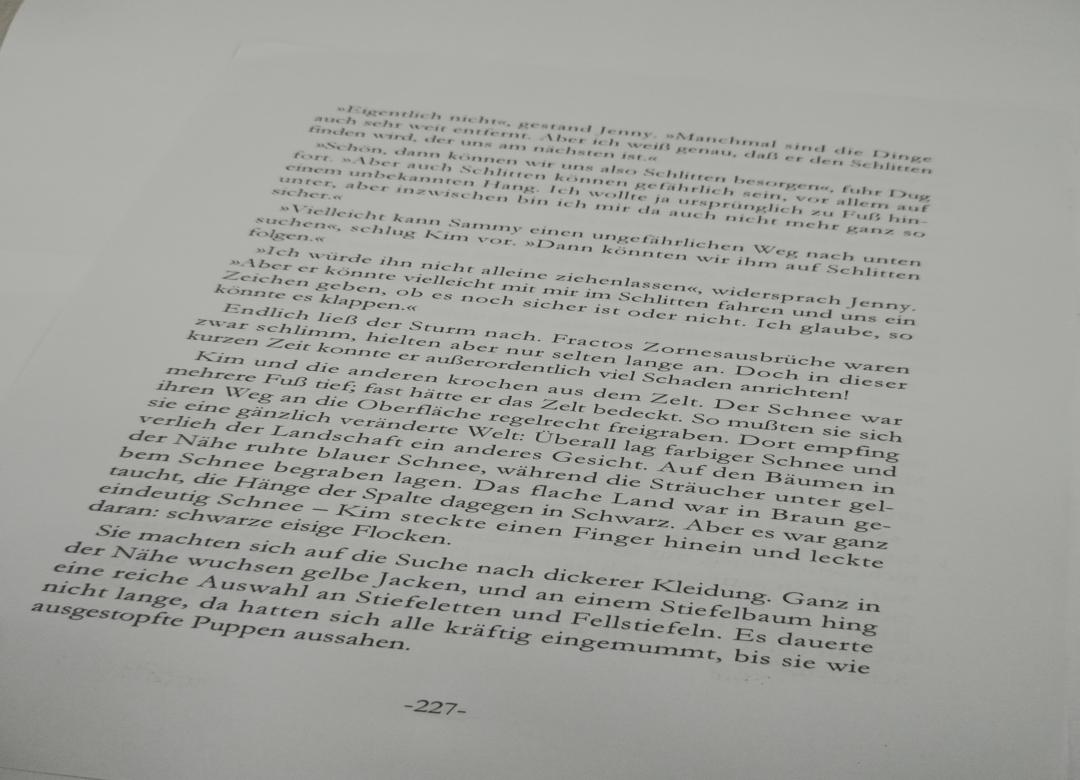 »Eigentlich nicht«, gestand Jenny. »Manchmal sind die Dinge
auch sehr weit entfernt. Aber ich weiß genau, daß er den Schlitten
finden wird, der uns am nächsten ist.«
»Schön, dann können wir uns also Schlitten besorgen«, fuhr Dug
fort. »Aber auch Schlitten können gefährlich sein, vor allem auf
einem unbekannten Hang. Ich wollte ja ursprünglich zu Fuß hin-
unter, aber inzwischen bin ich mir da auch nicht mehr ganz so
sicher.«
»Vielleicht kann Sammy einen ungefährlichen Weg nach unten
suchen«, schlug Kim vor. »Dann könnten wir ihm auf Schlitten
folgen.«
»Ich würde ihn nicht alleine ziehenlassen«, widersprach Jenny.
»Aber er könnte vielleicht mit mir im Schlitten fahren und uns ein
Zeichen geben, ob es noch sicher ist oder nicht. Ich glaube, so
könnte es klappen.«
Endlich ließ der Sturm nach. Fractos Zornesausbrüche waren
zwar schlimm, hielten aber nur selten lange an. Doch in dieser
kurzen Zeit konnte er außerordentlich viel Schaden anrichten!
Kim und die anderen krochen aus dem Zelt. Der Schnee war
mehrere Fuß tief; fast hätte er das Zelt bedeckt. So mußten sie sich
ihren Weg an die Oberfläche regelrecht freigraben. Dort empfing
sie eine gänzlich veränderte Welt: Überall lag farbiger Schnee und
verlieh der Landschaft ein anderes Gesicht. Auf den Bäumen in
der Nähe ruhte blauer Schnee, während die Sträucher unter gel-
bem Schnee begraben lagen. Das flache Land war in Braun ge-
taucht, die Hänge der Spalte dagegen in Schwarz. Aber es war ganz
eindeutig Schnee – Kim steckte einen Finger hinein und leckte
daran: schwarze eisige Flocken.
Sie machten sich auf die Suche nach dickerer Kleidung. Ganz in
der Nähe wuchsen gelbe Jacken, und an einem Stiefelbaum hing
eine reiche Auswahl an Stiefeletten und Fellstiefeln. Es dauerte
nicht lange, da hatten sich alle kräftig eingemummt, bis sie wie
ausgestopfte Puppen aussahen.
-227-